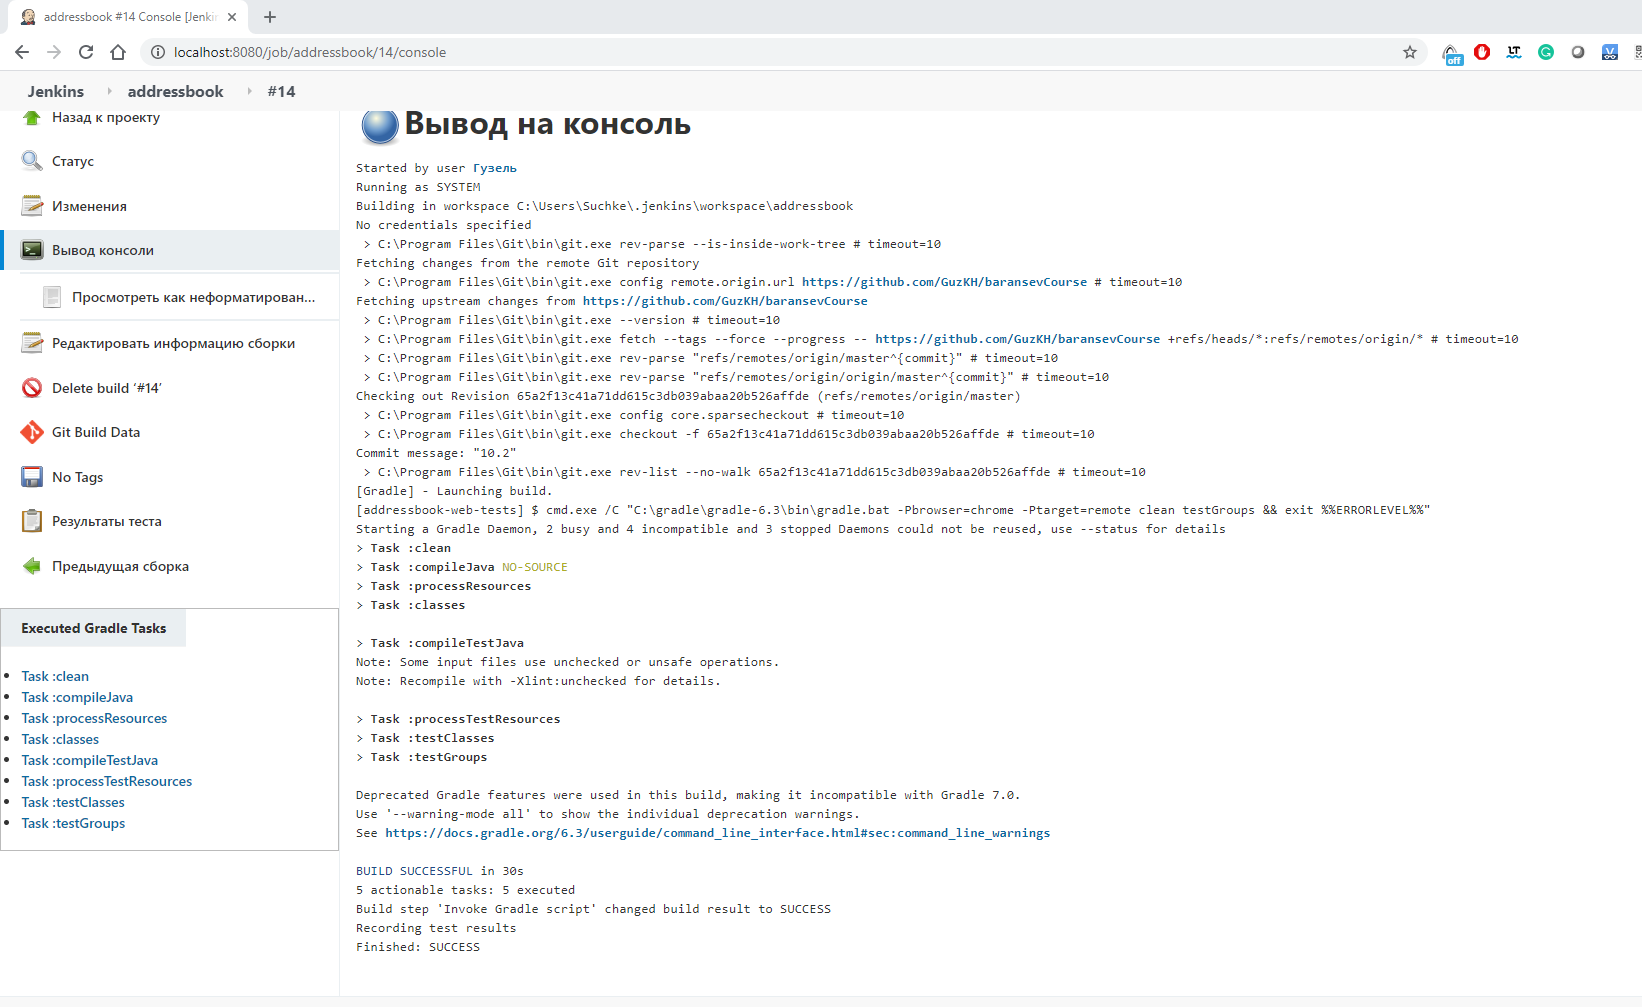 addressbook #14 Console [Jenkin
localhost:8080/job/addressbook/14/console
off
LT
Jenkins
addressbook
#14
Назад к проекту
Статус
Изменения
Вывод консоли
Просмотреть как неформатирован...
Редактировать информацию сборки
Delete build ‘#14’
Git Build Data
No Tags
Результаты теста
Предыдущая сборка
Executed Gradle Tasks
Task :clean
Task :compileJava
Task :processResources
Task :classes
Task :compileTestJava
Task :processTestResources
Task :testClasses
Task :testGroups
Вывод на консоль
Started by user Гузель
Running as SYSTEM
Building in workspace C:\Users\Suchke\.jenkins\workspace\addressbook
No credentials specified
> C:\Program Files\Git\bin\git.exe rev-parse --is-inside-work-tree # timeout=10
Fetching changes from the remote Git repository
> C:\Program Files\Git\bin\git.exe config remote.origin.url https://github.com/GuzKH/baransevCourse # timeout=10
Fetching upstream changes from https://github.com/GuzKH/baransevCourse
> C:\Program Files\Git\bin\git.exe --version # timeout=10
> C:\Program Files\Git\bin\git.exe fetch --tags --force --progress -- https://github.com/GuzKH/baransevCourse +refs/heads/*:refs/remotes/origin/* # timeout=10
> C:\Program Files\Git\bin\git.exe rev-parse "refs/remotes/origin/master^{commit}" # timeout=10
> C:\Program Files\Git\bin\git.exe rev-parse "refs/remotes/origin/origin/master^{commit}" # timeout=10
Checking out Revision 65a2f13c41a71dd615c3db039abaa20b526affde (refs/remotes/origin/master)
> C:\Program Files\Git\bin\git.exe config core.sparsecheckout # timeout=10
> C:\Program Files\Git\bin\git.exe checkout -f 65a2f13c41a71dd615c3db039abaa20b526affde # timeout=10
Commit message: "10.2"
> C:\Program Files\Git\bin\git.exe rev-list --no-walk 65a2f13c41a71dd615c3db039abaa20b526affde # timeout=10
[Gradle] - Launching build.
[addressbook-web-tests] $ cmd.exe /C "C:\gradle\gradle-6.3\bin\gradle.bat -Pbrowser=chrome -Ptarget=remote clean testGroups && exit %%ERRORLEVEL%%"
Starting a Gradle Daemon, 2 busy and 4 incompatible and 3 stopped Daemons could not be reused, use --status for details
> Task :clean
> Task :compileJava NO-SOURCE
> Task :processResources
> Task :classes
> Task :compileTestJava
Note: Some input files use unchecked or unsafe operations.
Note: Recompile with -Xlint:unchecked for details.
> Task :processTestResources
> Task :testClasses
> Task :testGroups
Deprecated Gradle features were used in this build, making it incompatible with Gradle 7.0.
Use '--warning-mode all' to show the individual deprecation warnings.
See https://docs.gradle.org/6.3/userguide/command_line_interface.html#sec:command_line_warnings
BUILD SUCCESSFUL in 30s
5 actionable tasks: 5 executed
Build step 'Invoke Gradle script' changed build result to SUCCESS
Recording test results
Finished: SUCCESS